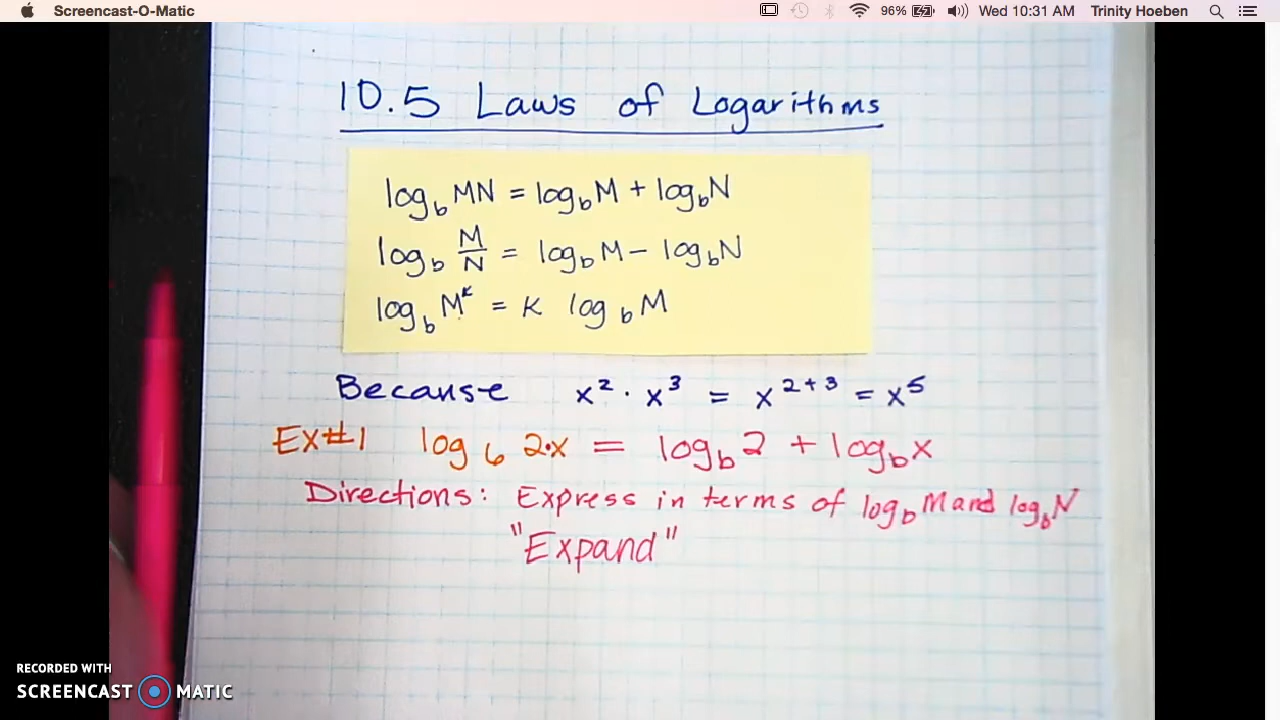 Screencast-O-Matic 96% Wed 10:31 AM Trinity Hoeben
10.5 Laws of Logarithms
log_b MN = log_b M + log_b N
log_b M/N = log_b M - log_b N
log_b M^K = K log_b M
Because x² · x³ = x^(2+3) = x⁵
Ex#1 log_b 2·x = log_b 2 + log_b x
Directions: Express in terms of log_b M and log_b N
"Expand"
RECORDED WITH
SCREENCAST MATIC